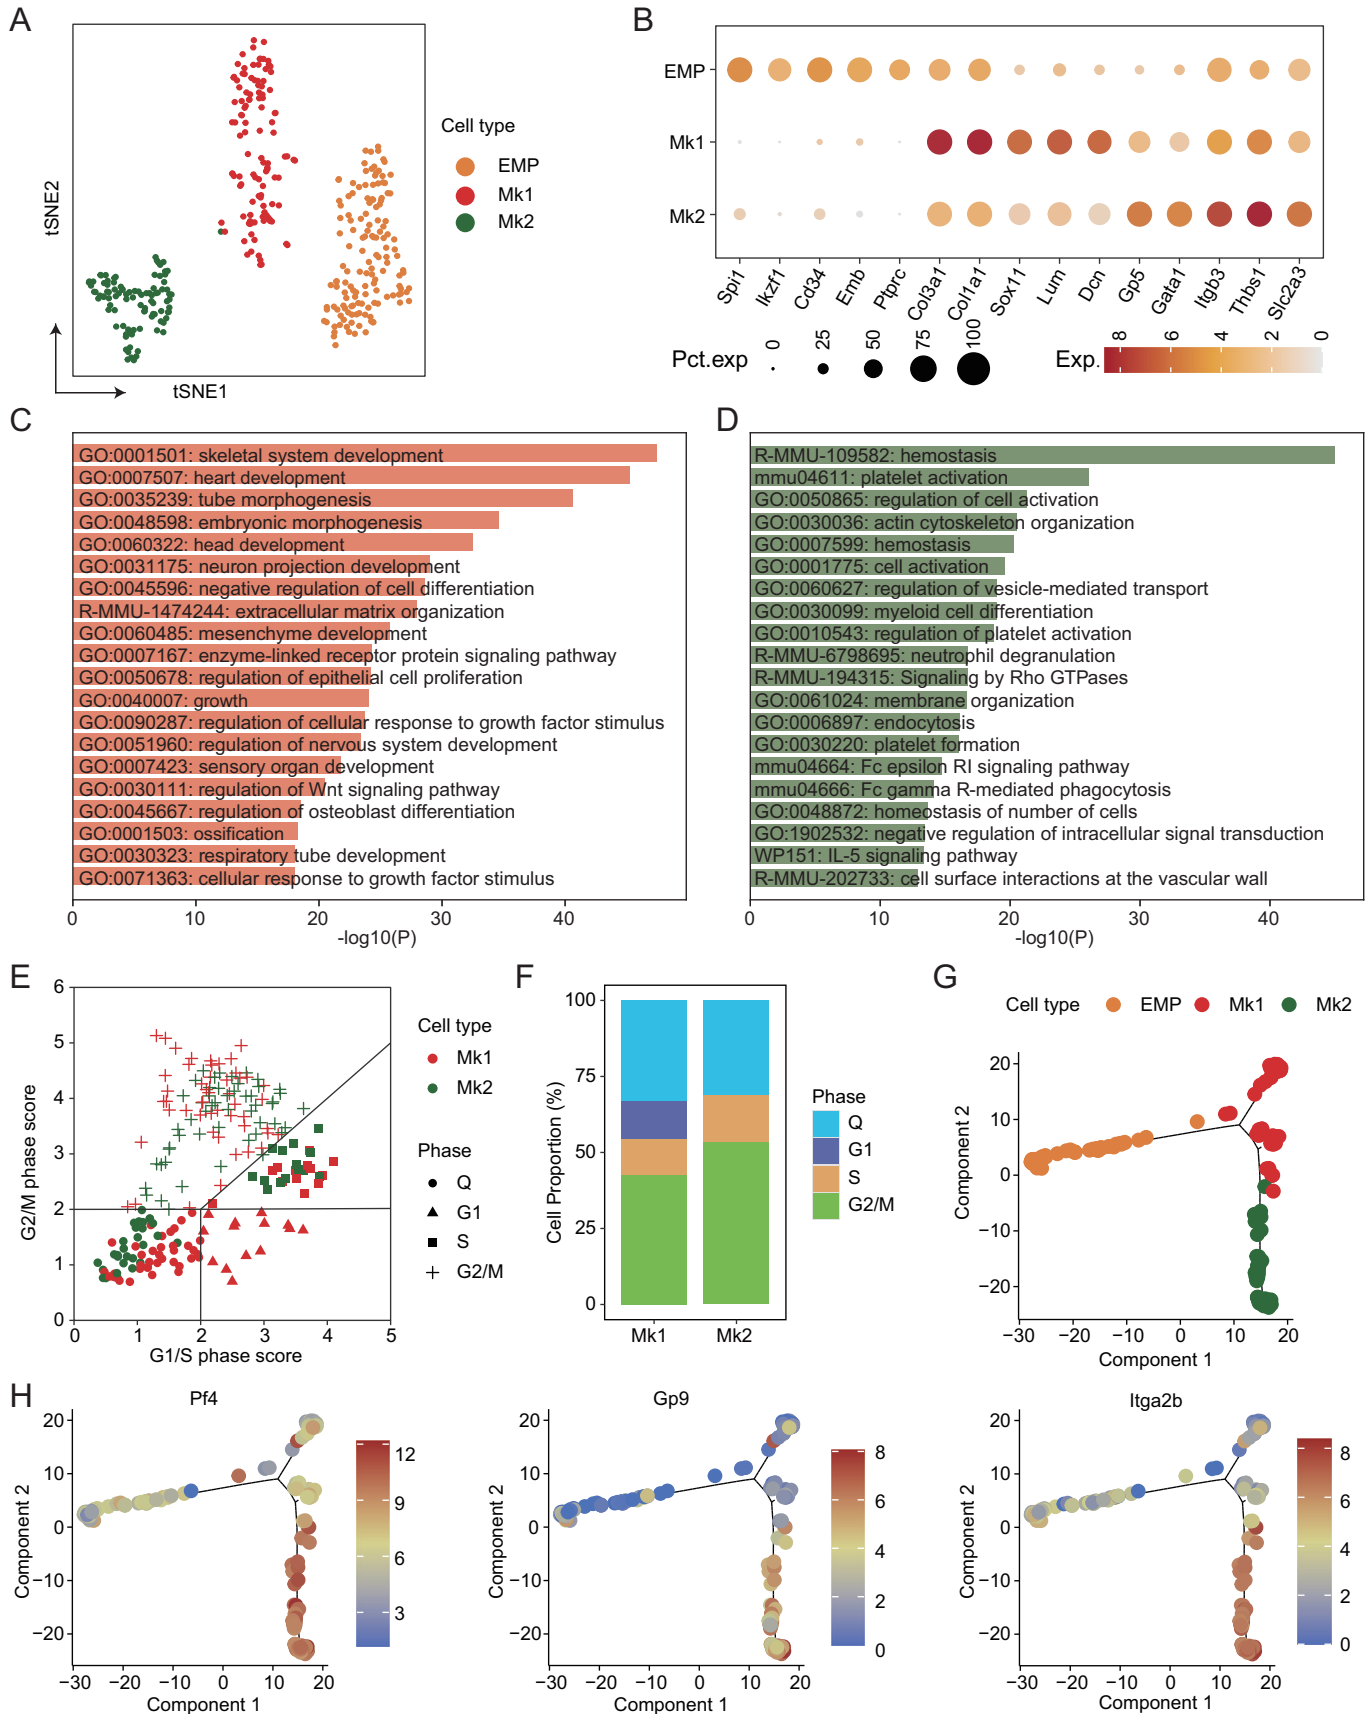 A
tSNE2
tSNE1
Cell type
EMP
Mk1
Mk2
B
EMP
Mk1
Mk2
Spi1 Ikzf1 Cd34 Emb Ptprc Col3a1 Col1a1 Sox11 Lum Dcn Gp5 Gata1 Itgb3 Thbs1 Slc2a3
Pct.exp 0 25 50 75 100
Exp. 8 6 4 2 0
C
GO:0001501: skeletal system development
GO:0007507: heart development
GO:0035239: tube morphogenesis
GO:0048598: embryonic morphogenesis
GO:0060322: head development
GO:0031175: neuron projection development
GO:0045596: negative regulation of cell differentiation
R-MMU-1474244: extracellular matrix organization
GO:0060485: mesenchyme development
GO:0007167: enzyme-linked receptor protein signaling pathway
GO:0050678: regulation of epithelial cell proliferation
GO:0040007: growth
GO:0090287: regulation of cellular response to growth factor stimulus
GO:0051960: regulation of nervous system development
GO:0007423: sensory organ development
GO:0030111: regulation of Wnt signaling pathway
GO:0045667: regulation of osteoblast differentiation
GO:0001503: ossification
GO:0030323: respiratory tube development
GO:0071363: cellular response to growth factor stimulus
0 10 20 30 40
-log10(P)
D
R-MMU-109582: hemostasis
mmu04611: platelet activation
GO:0050865: regulation of cell activation
GO:0030036: actin cytoskeleton organization
GO:0007599: hemostasis
GO:0001775: cell activation
GO:0060627: regulation of vesicle-mediated transport
GO:0030099: myeloid cell differentiation
GO:0010543: regulation of platelet activation
R-MMU-6798695: neutrophil degranulation
R-MMU-194315: Signaling by Rho GTPases
GO:0061024: membrane organization
GO:0006897: endocytosis
GO:0030220: platelet formation
mmu04664: Fc epsilon RI signaling pathway
mmu04666: Fc gamma R-mediated phagocytosis
GO:0048872: homeostasis of number of cells
GO:1902532: negative regulation of intracellular signal transduction
WP151: IL-5 signaling pathway
R-MMU-202733: cell surface interactions at the vascular wall
0 10 20 30 40
-log10(P)
E
G2/M phase score
6
5
4
3
2
1
0
0 1 2 3 4 5
G1/S phase score
Cell type
Mk1
Mk2
Phase
Q
G1
S
G2/M
F
Cell Proportion (%)
100
75
50
25
0
Mk1 Mk2
Phase
Q
G1
S
G2/M
G
Cell type EMP Mk1 Mk2
Component 2
20
10
0
−10
−20
−30 −20 −10 0 10 20
Component 1
H
Pf4
Component 2
20
10
0
−10
−20
−30 −20 −10 0 10 20
Component 1
12
9
6
3
Gp9
Component 2
20
10
0
−10
−20
−30 −20 −10 0 10 20
Component 1
8
6
4
2
0
Itga2b
Component 2
20
10
0
−10
−20
−30 −20 −10 0 10 20
Component 1
8
6
4
2
0